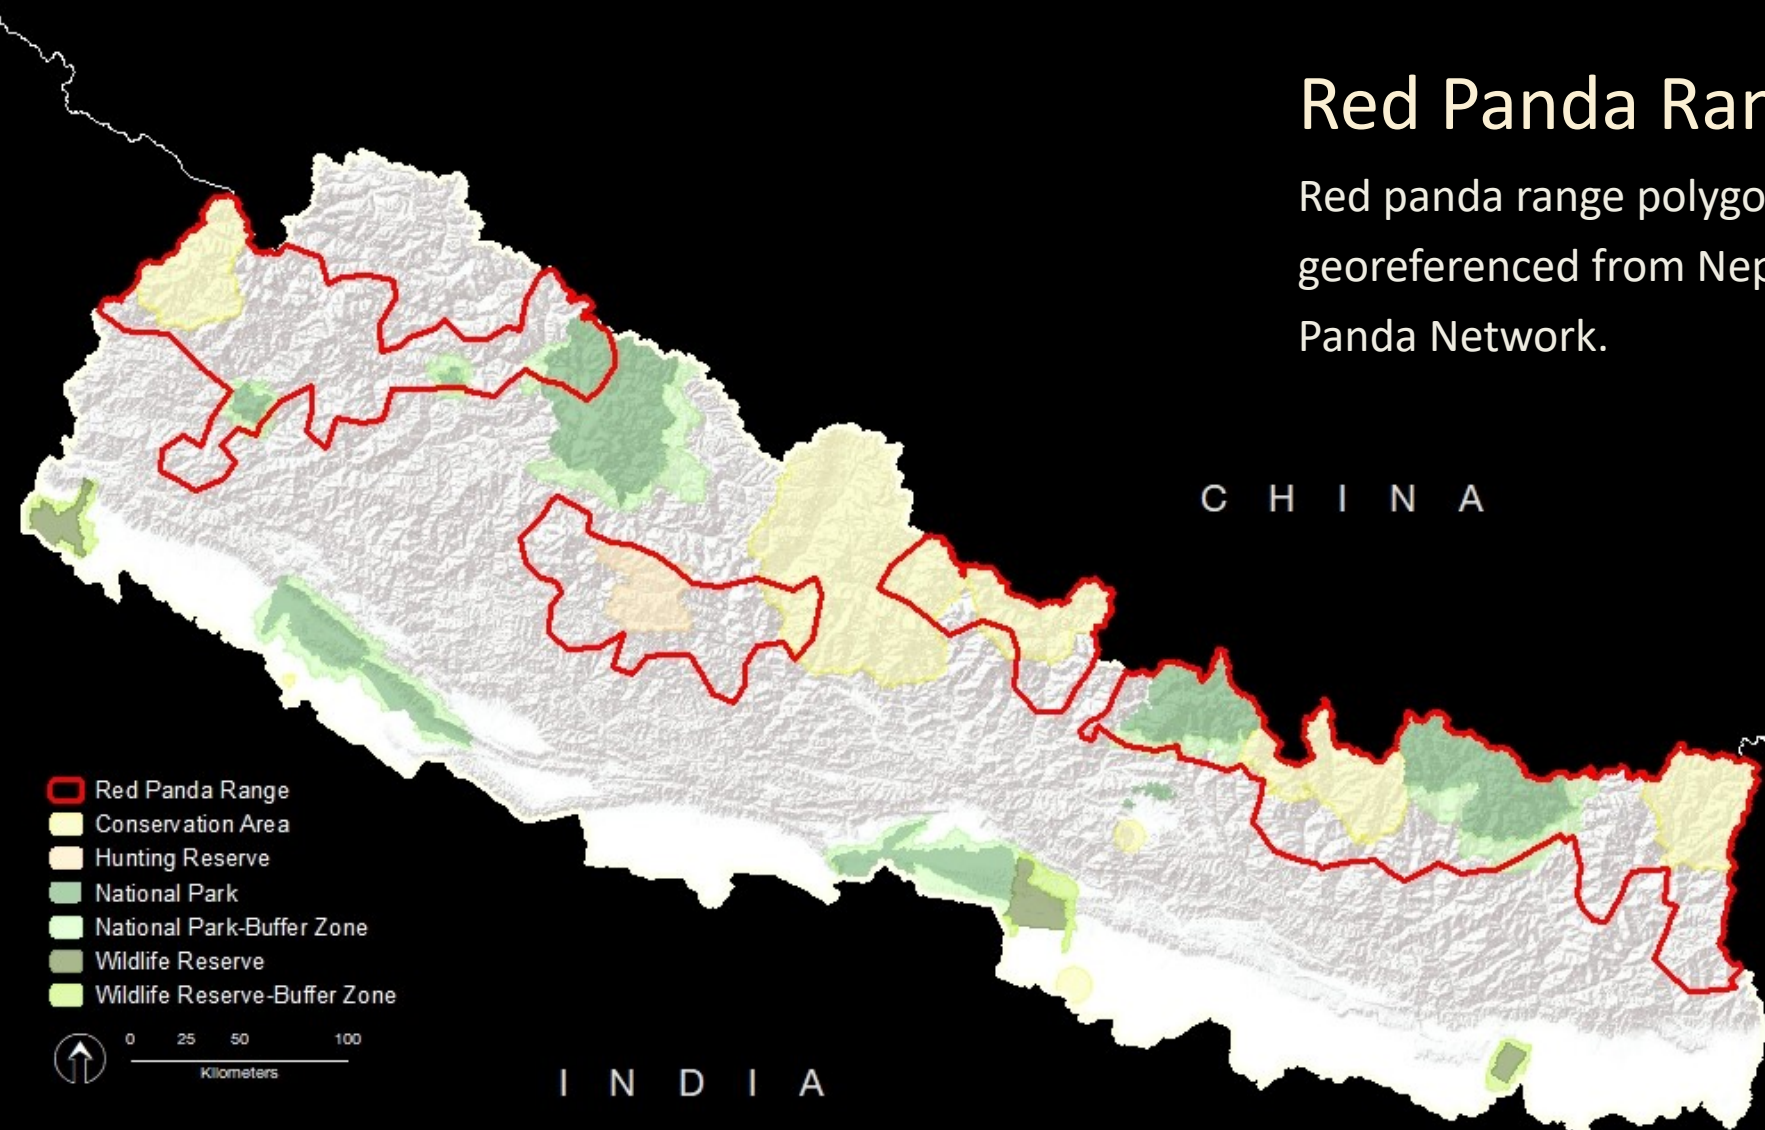 Red Panda Ran
Red panda range polygo
georeferenced from Nep
Panda Network.
C H I N A
Red Panda Range
Conservation Area
Hunting Reserve
National Park
National Park-Buffer Zone
Wildlife Reserve
Wildlife Reserve-Buffer Zone
0 25 50 100
Kilometers
I N D I A